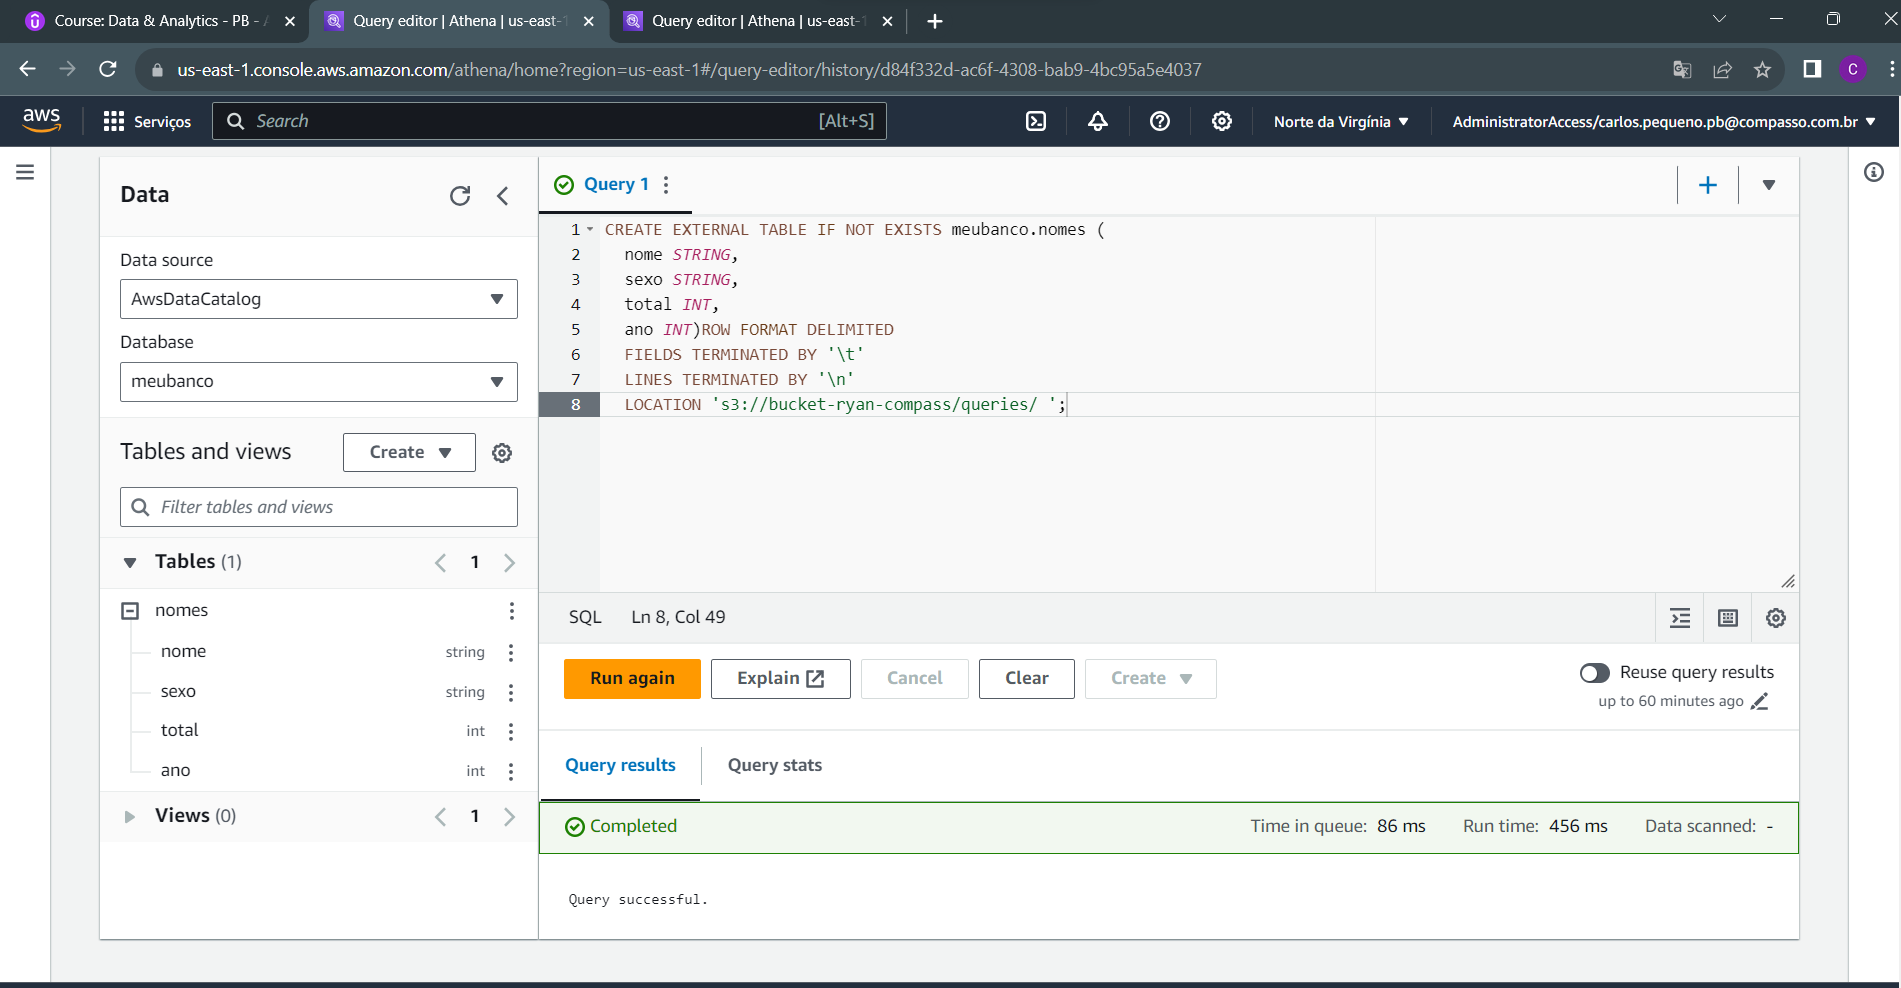 Course: Data & Analytics - PB -
Query editor | Athena | us-east-1
Query editor | Athena | us-east-1
us-east-1.console.aws.amazon.com/athena/home?region=us-east-1#/query-editor/history/d84f332d-ac6f-4308-bab9-4bc95a5e4037
C
aws
Serviços
Search
[Alt+S]
Norte da Virgínia
AdministratorAccess/carlos.pequeno.pb@compasso.com.br
Data
Data source
AwsDataCatalog
Database
meubanco
Tables and views
Create
Filter tables and views
Tables (1)
1
nomes
nome string
sexo string
total int
ano int
Views (0)
1
Query 1
1 CREATE EXTERNAL TABLE IF NOT EXISTS meubanco.nomes (
2 nome STRING,
3 sexo STRING,
4 total INT,
5 ano INT)ROW FORMAT DELIMITED
6 FIELDS TERMINATED BY '\t'
7 LINES TERMINATED BY '\n'
8 LOCATION 's3://bucket-ryan-compass/queries/ ';
SQL Ln 8, Col 49
Run again
Explain
Cancel
Clear
Create
Reuse query results
up to 60 minutes ago
Query results
Query stats
Completed
Time in queue: 86 ms
Run time: 456 ms
Data scanned: -
Query successful.